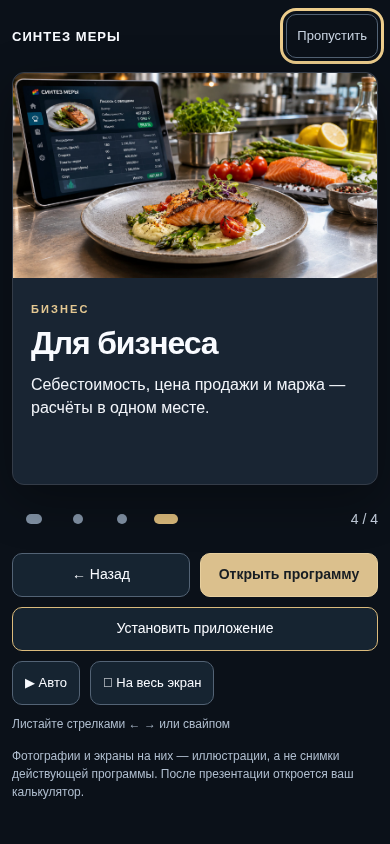 СИНТЕЗ МЕРЫ
Пропустить
СИНТЕЗ МЕРЫ
БИЗНЕС
Для бизнеса
Себестоимость, цена продажи и маржа —
расчёты в одном месте.
4 / 4
← Назад
Открыть программу
Установить приложение
▶ Авто
На весь экран
Листайте стрелками ← → или свайпом
Фотографии и экраны на них — иллюстрации, а не снимки
действующей программы. После презентации откроется ваш
калькулятор.